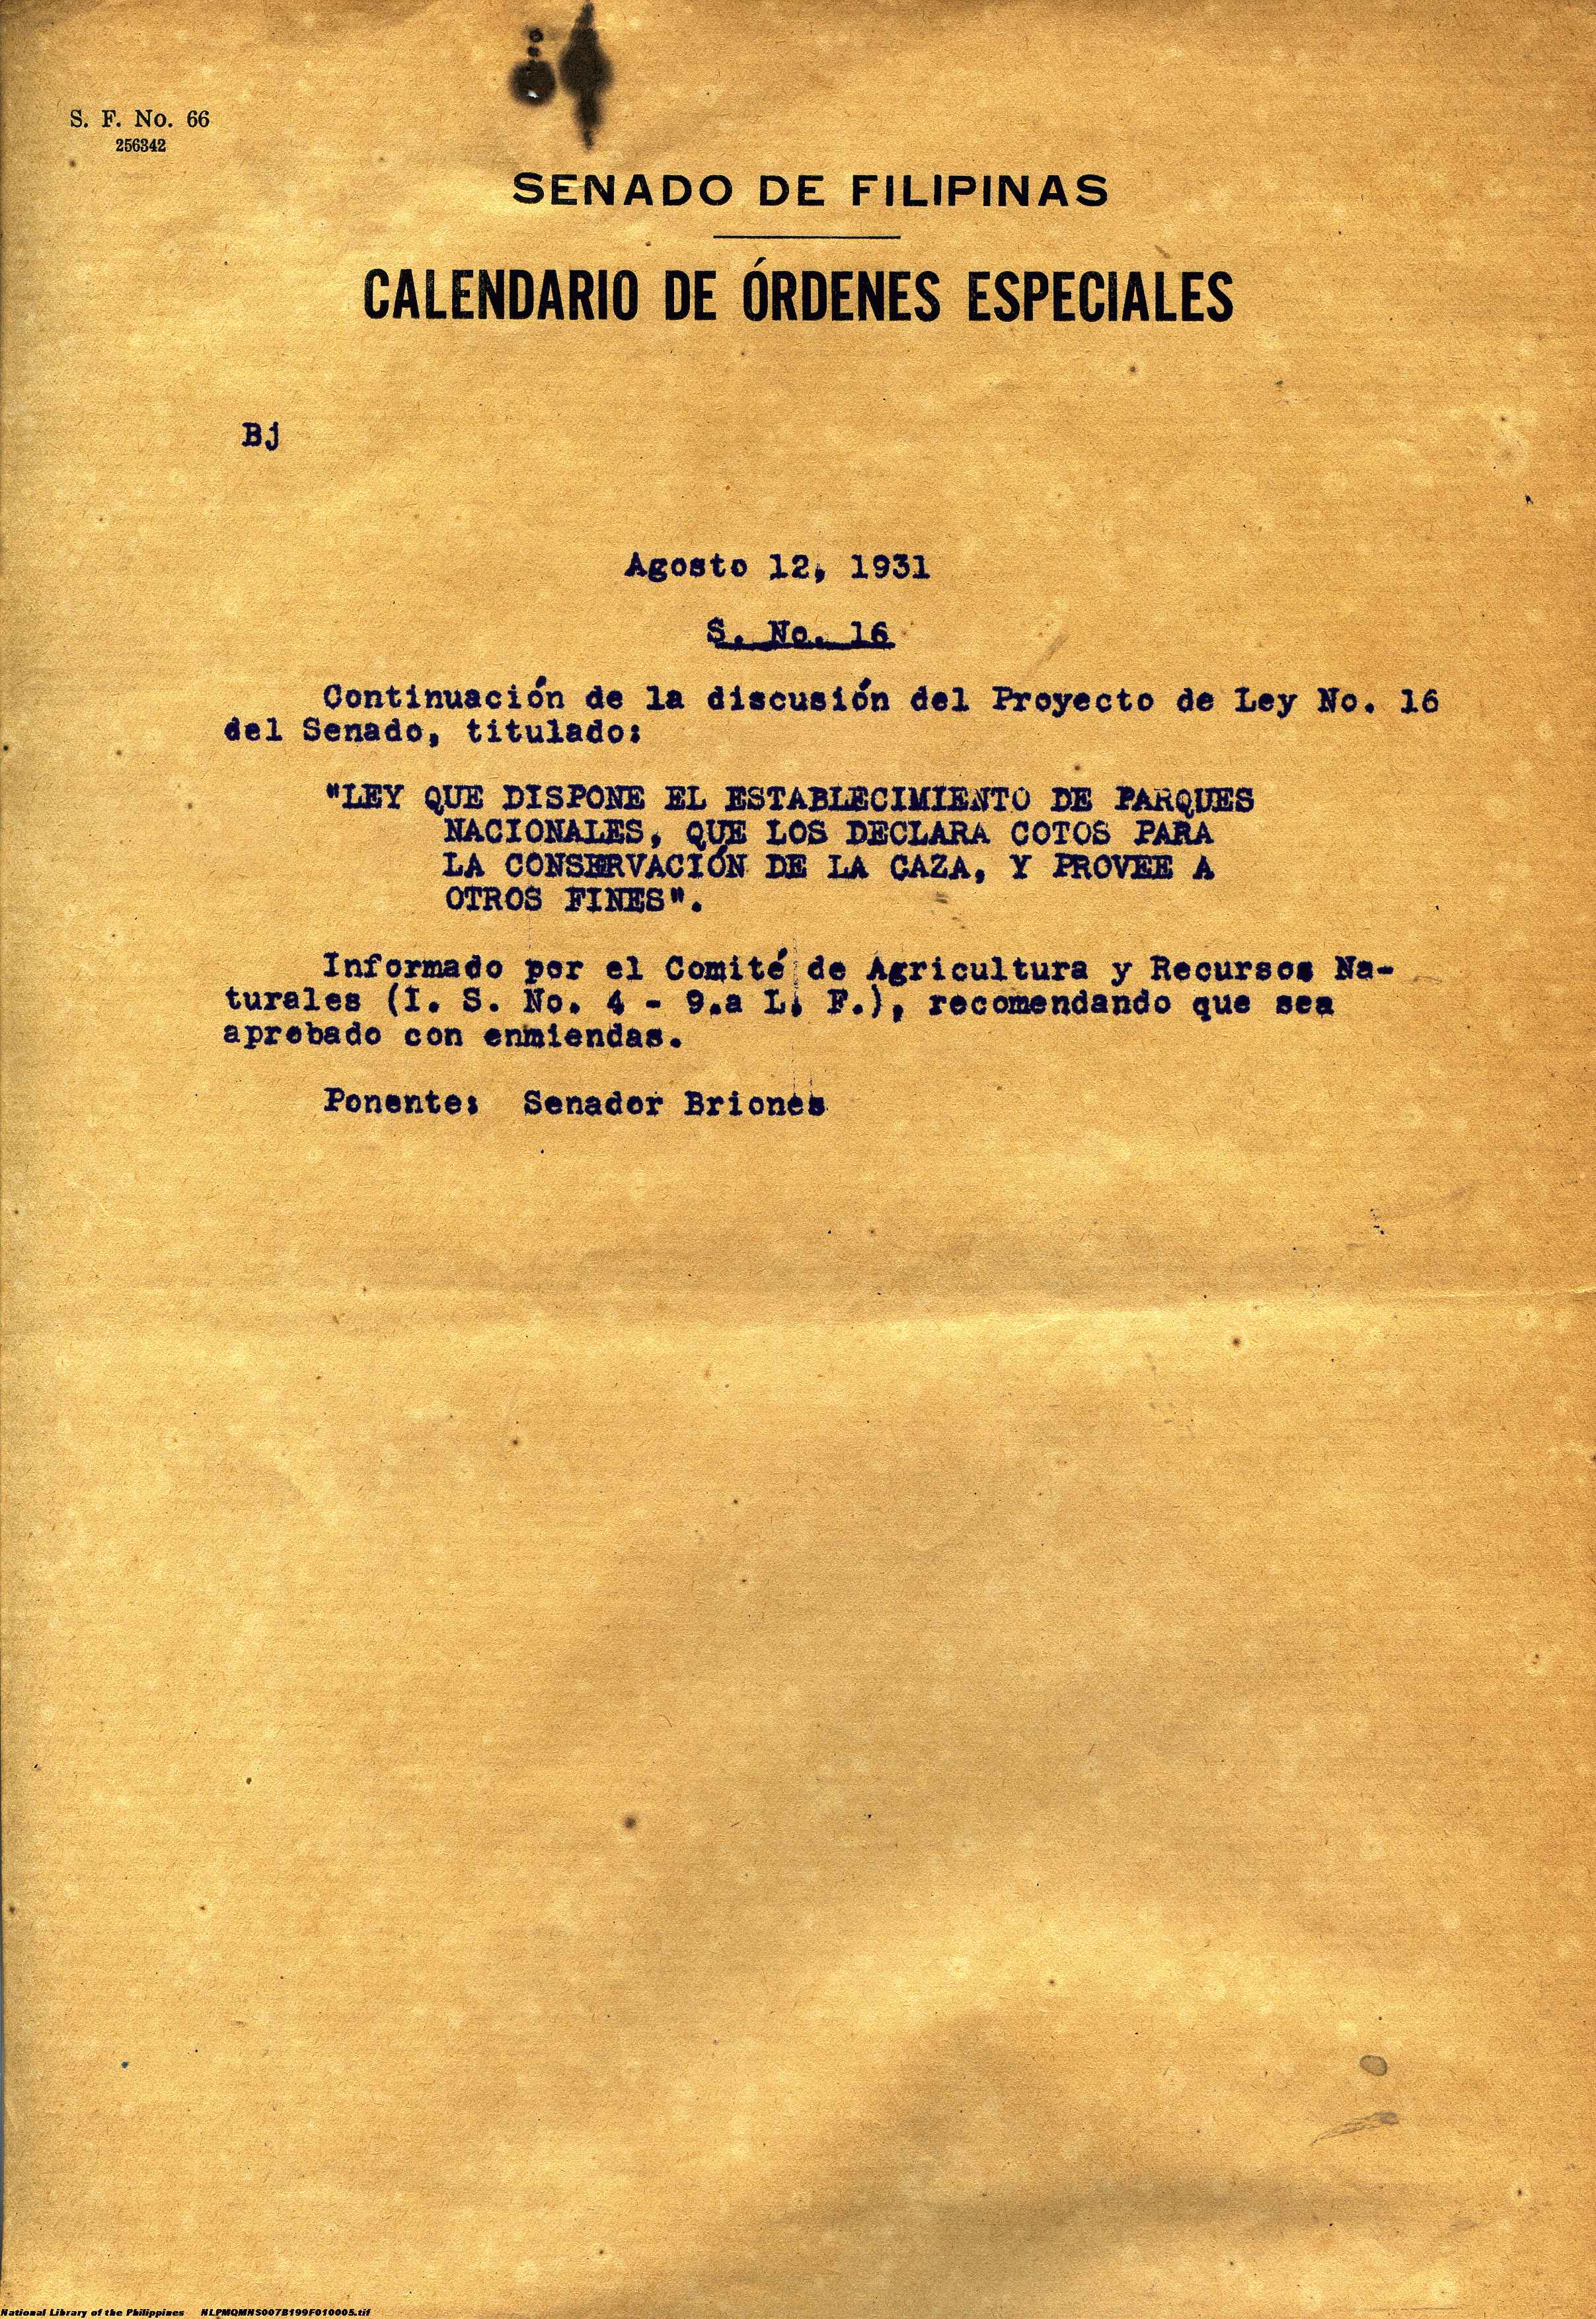 S. F. No. 66
256342
SENADO DE FILIPINAS
CALENDARIO DE ÓRDENES ESPECIALES
Bj
Agosto 12, 1931
S. No. 16
Continuación de la discusión del Proyecto de Ley No. 16
del Senado, titulado:
"LEY QUE DISPONE EL ESTABLECIMIENTO DE PARQUES
NACIONALES, QUE LOS DECLARA COTOS PARA
LA CONSERVACIÓN DE LA CAZA, Y PROVEE A
OTROS FINES".
Informado por el Comité de Agricultura y Recursos Na-
turales (I. S. No. 4 - 9.a L. F.), recomendando que sea
aprobado con enmiendas.
Ponente: Senador Briones
National Library of the Philippines NLPMQMNS007B199F010005.tif